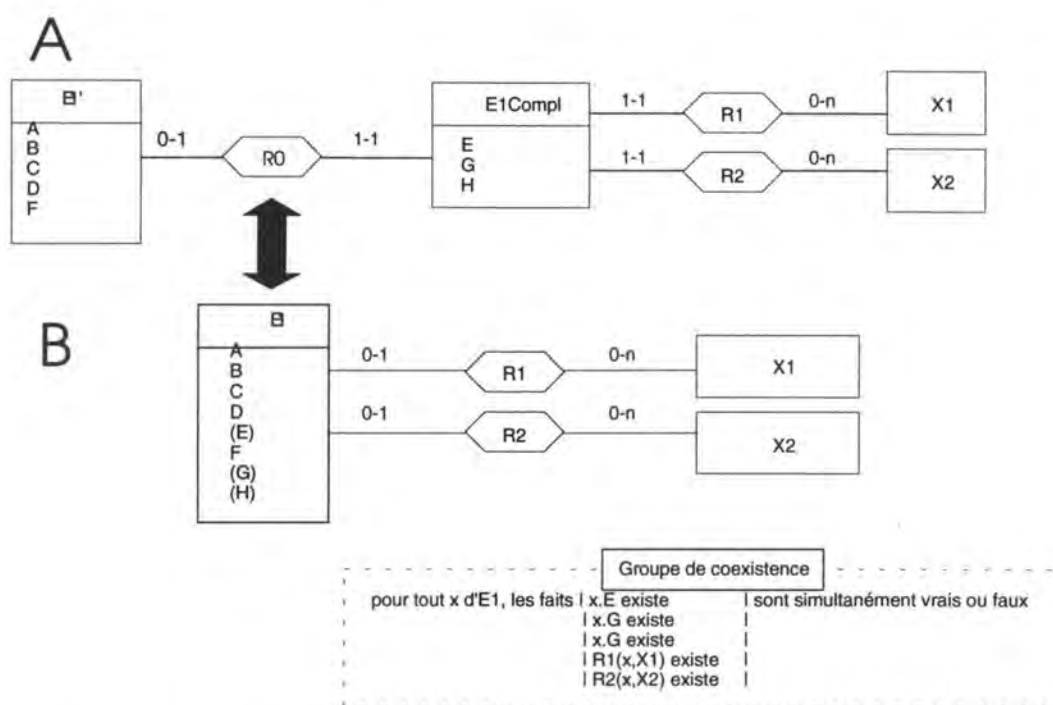 A
E1'
A
B
C
D
F
0-1
R0
1-1
E1Compl
E
G
H
1-1
R1
0-n
X1
1-1
R2
0-n
X2
B
E1
A
B
C
D
(E)
F
(G)
(H)
0-1
R1
0-n
X1
0-1
R2
0-n
X2
Groupe de coexistence
pour tout x d'E1, les faits | x.E existe | sont simultanément vrais ou faux
| x.G existe |
| x.G existe |
| R1(x,X1) existe |
| R2(x,X2) existe |